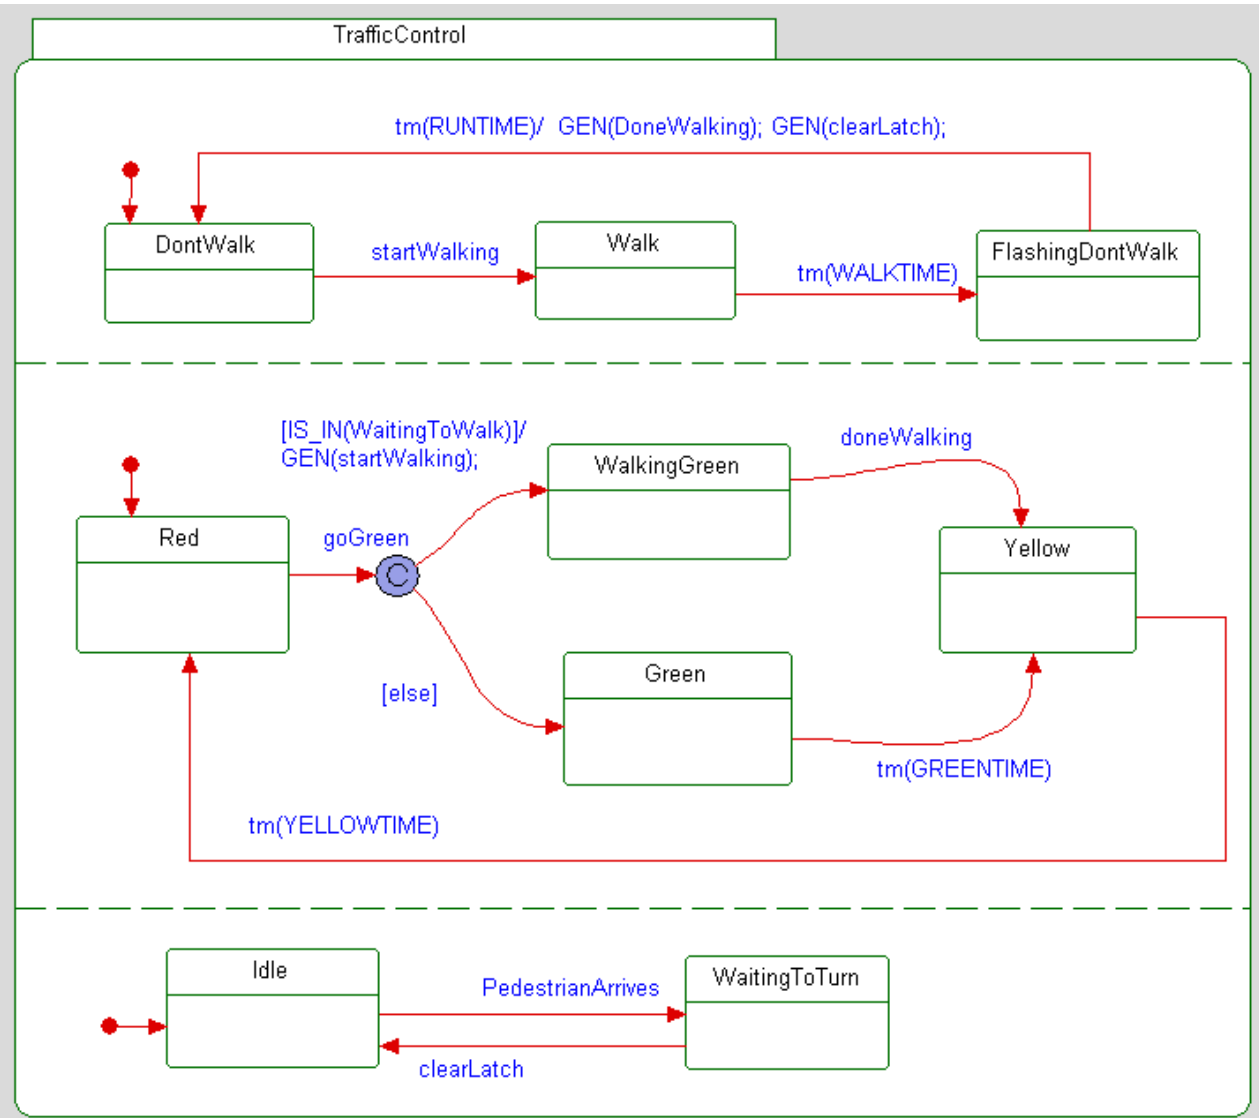 TrafficControl
tm(RUNTIME)/ GEN(DoneWalking); GEN(clearLatch);
DontWalk
startWalking
Walk
tm(WALKTIME)
FlashingDontWalk
[IS_IN(WaitingToWalk)]/
GEN(startWalking);
WalkingGreen
doneWalking
Red
goGreen
C
Yellow
[else]
Green
tm(GREENTIME)
tm(YELLOWTIME)
Idle
PedestrianArrives
WaitingToTurn
clearLatch